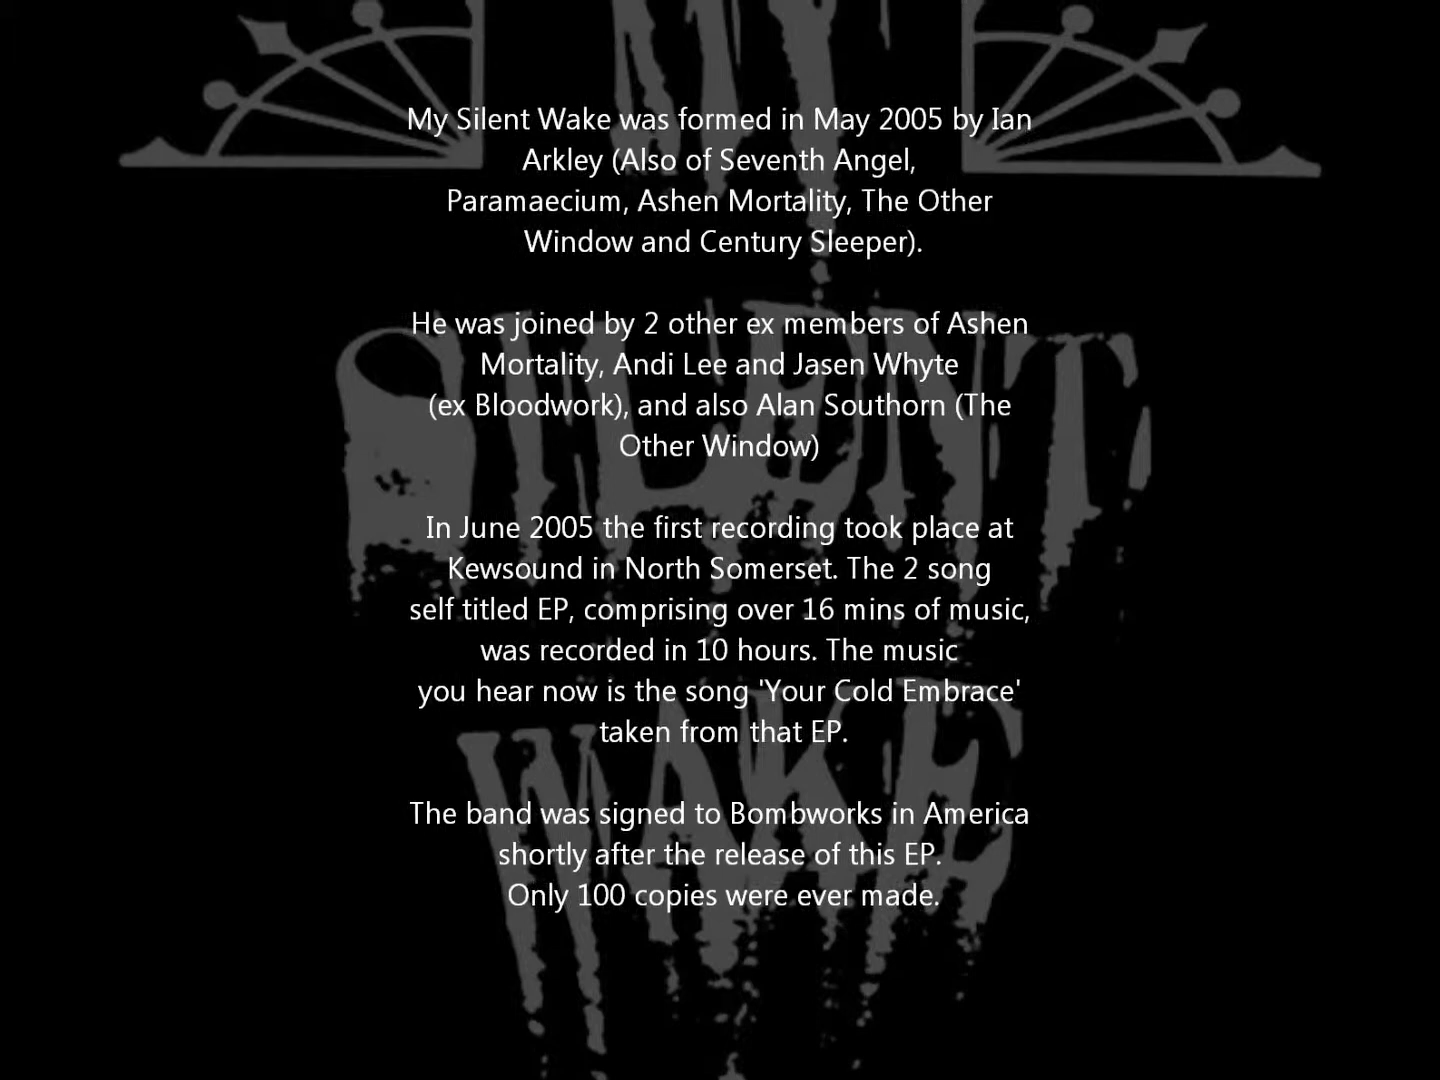 MY
SILENT
WAKE
My Silent Wake was formed in May 2005 by Ian
Arkley (Also of Seventh Angel,
Paramaecium, Ashen Mortality, The Other
Window and Century Sleeper).
He was joined by 2 other ex members of Ashen
Mortality, Andi Lee and Jasen Whyte
(ex Bloodwork), and also Alan Southorn (The
Other Window)
In June 2005 the first recording took place at
Kewsound in North Somerset. The 2 song
self titled EP, comprising over 16 mins of music,
was recorded in 10 hours. The music
you hear now is the song 'Your Cold Embrace'
taken from that EP.
The band was signed to Bombworks in America
shortly after the release of this EP.
Only 100 copies were ever made.